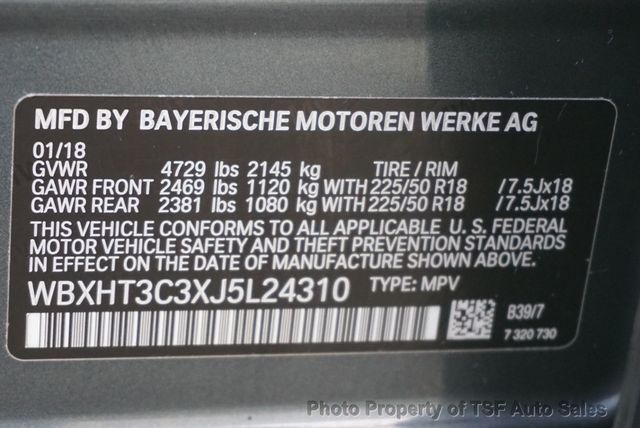 MFD BY BAYERISCHE MOTOREN WERKE AG
01/18
GVWR 4729 lbs 2145 kg TIRE / RIM
GAWR FRONT 2469 lbs 1120 kg WITH 225/50 R18 /7.5Jx18
GAWR REAR 2381 lbs 1080 kg WITH 225/50 R18 /7.5Jx18
THIS VEHICLE CONFORMS TO ALL APPLICABLE U. S. FEDERAL
MOTOR VEHICLE SAFETY AND THEFT PREVENTION STANDARDS
IN EFFECT ON THE DATE OF MANUFACTURE SHOWN ABOVE.
WBXHT3C3XJ5L24310 TYPE: MPV
B39/7
7 320 730
Photo Property of TSF Auto Sales